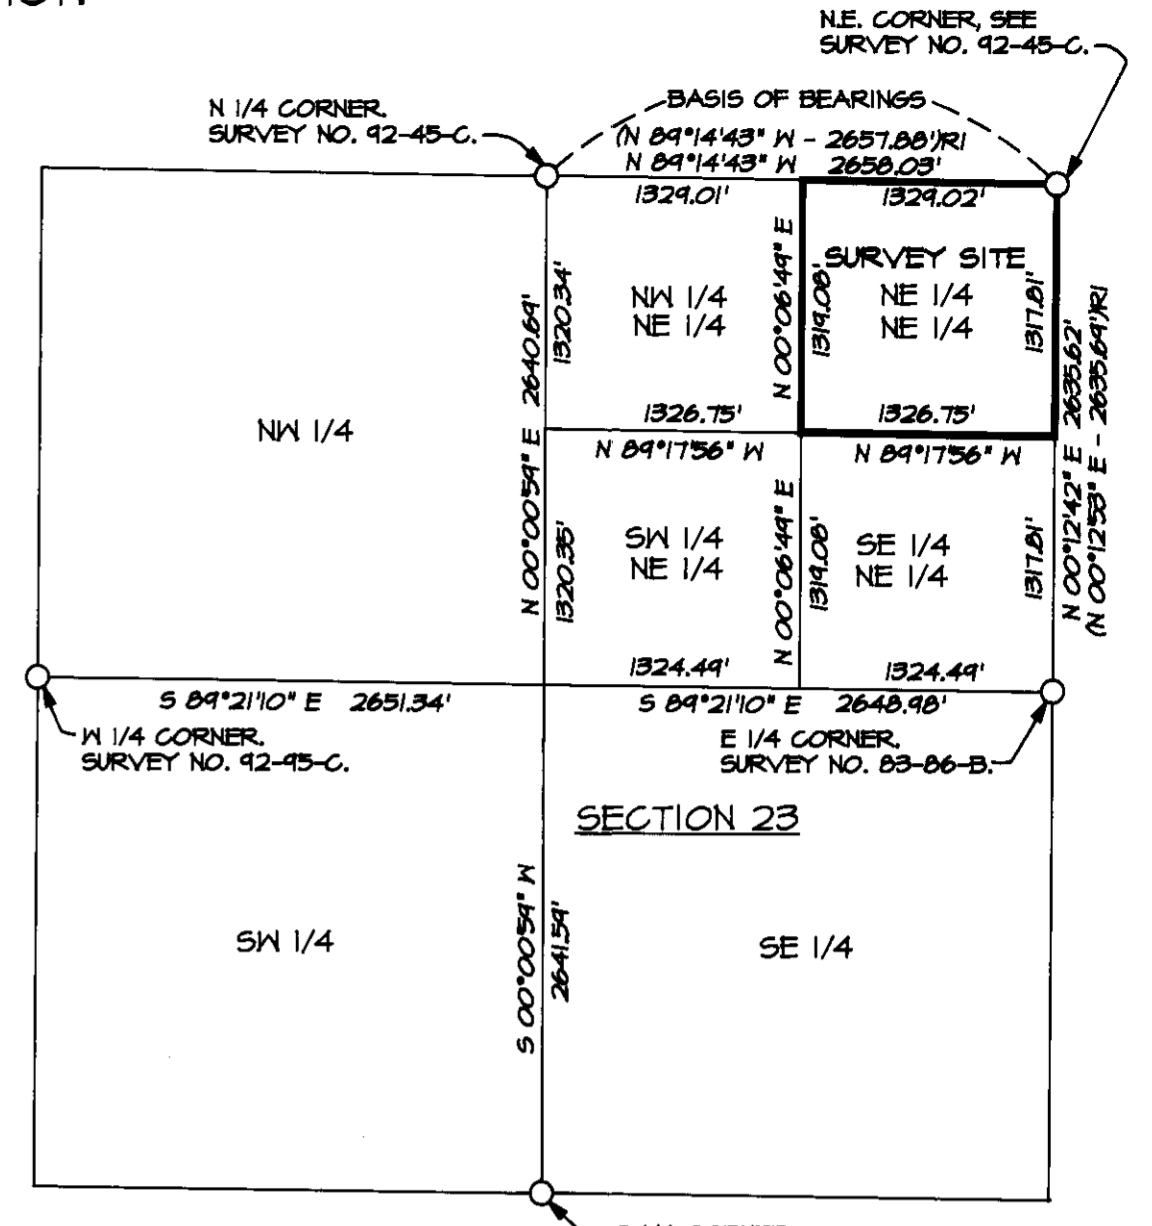 N.E. CORNER, SEE
SURVEY NO. 92-45-C.
N 1/4 CORNER.
SURVEY NO. 92-45-C.
BASIS OF BEARINGS
(N 89°14'43" W - 2657.88')R1
N 89°14'43" W 2658.03'
1329.01'
1329.02'
NW 1/4
N 00°00'59" E 2640.69'
1320.34'
NW 1/4
NE 1/4
N 00°06'49" E
1319.08'
SURVEY SITE
NE 1/4
NE 1/4
1317.81'
N 00°12'42" E 2635.62'
(N 00°12'53" E - 2635.69')R1
1326.75'
1326.75'
N 89°17'56" W
N 89°17'56" W
1320.35'
SW 1/4
NE 1/4
N 00°06'49" E
1319.08'
SE 1/4
NE 1/4
1317.81'
1324.49'
1324.49'
S 89°21'10" E 2651.34'
S 89°21'10" E 2648.98'
W 1/4 CORNER.
SURVEY NO. 92-95-C.
E 1/4 CORNER.
SURVEY NO. 83-86-B.
SECTION 23
S 00°00'59" W
2641.59'
SW 1/4
SE 1/4